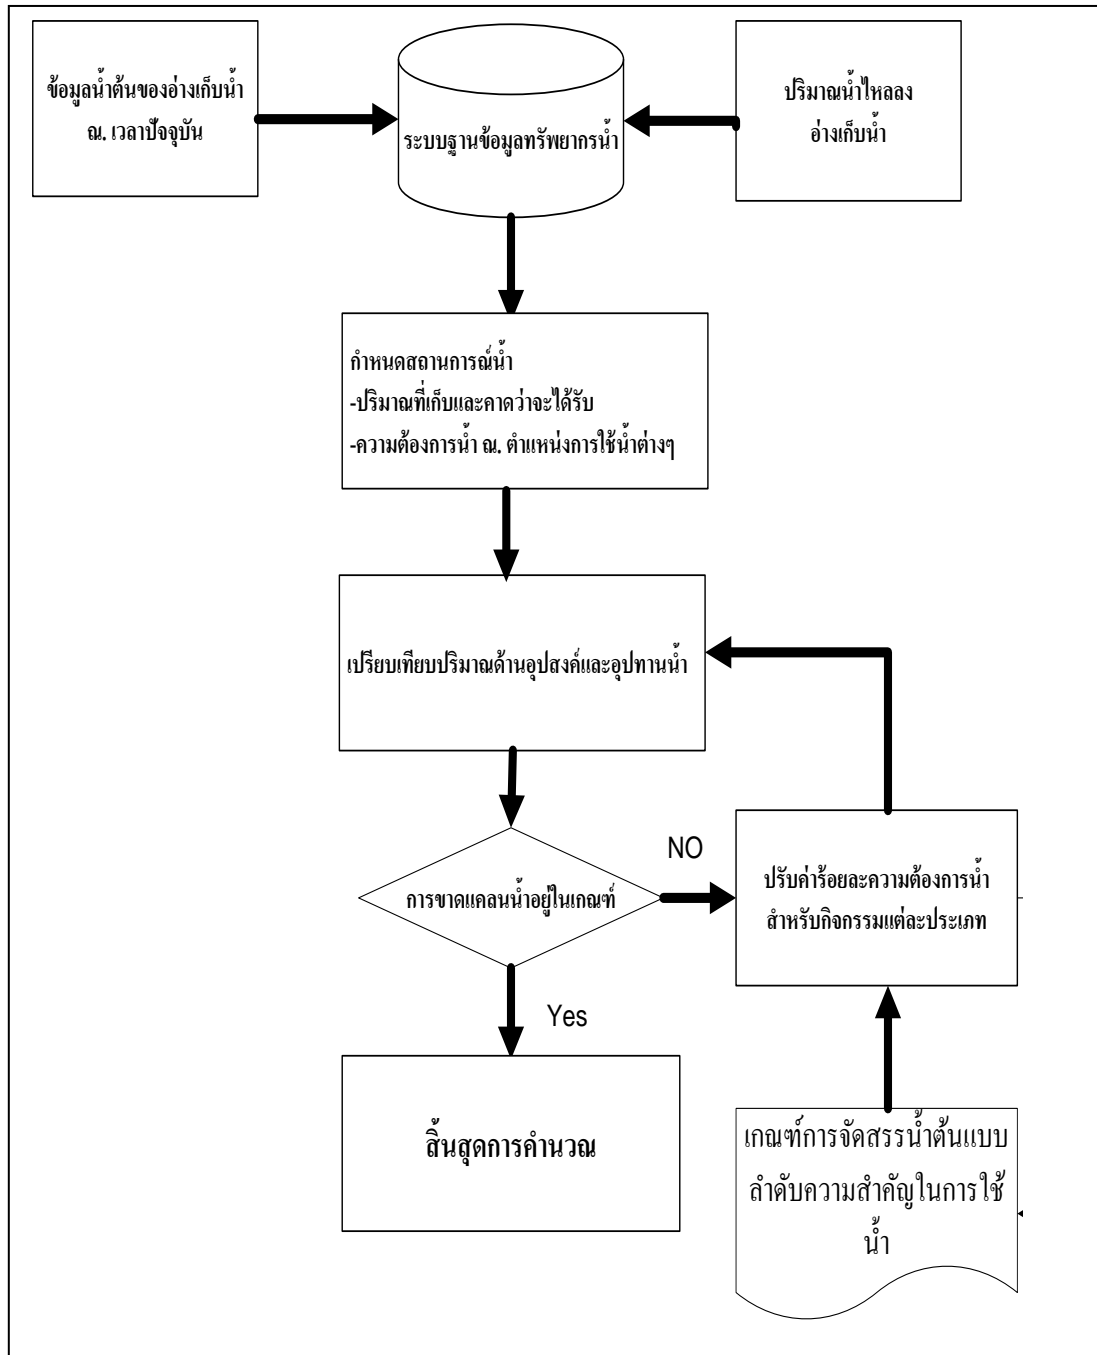 ข้อมูลน้ำต้นของอ่างเก็บน้ำ
ณ. เวลาปัจจุบัน
ระบบฐานข้อมูลทรัพยากรน้ำ
ปริมาณน้ำไหลลง
อ่างเก็บน้ำ
กำหนดสถานการณ์น้ำ
-ปริมาณที่เก็บและคาดว่าจะได้รับ
-ความต้องการน้ำ ณ. ตำแหน่งการใช้น้ำต่างๆ
เปรียบเทียบปริมาณด้านอุปสงค์และอุปทานน้ำ
NO
การขาดแคลนน้ำอยู่ในเกณฑ์
ปรับค่าร้อยละความต้องการน้ำ
สำหรับกิจกรรมแต่ละประเภท
Yes
สิ้นสุดการคำนวณ
เกณฑ์การจัดสรรน้ำต้นแบบ
ลำดับความสำคัญในการใช้
น้ำ